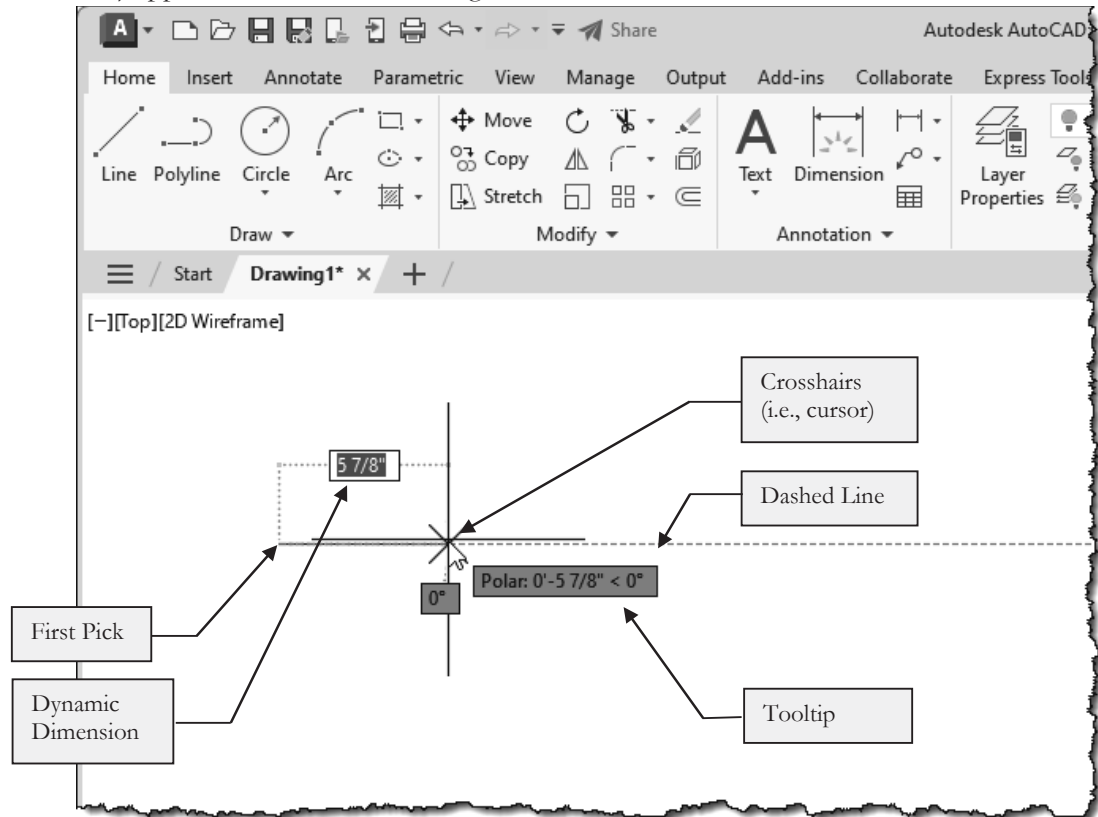 A Share Autodesk AutoCAD
Home Insert Annotate Parametric View Manage Output Add-ins Collaborate Express Tools
Line Polyline Circle Arc
Move
Copy
Stretch
Text Dimension
Layer
Properties
Draw Modify Annotation
Start Drawing1*
[−][Top][2D Wireframe]
Crosshairs
(i.e., cursor)
5 7/8"
Dashed Line
Polar: 0'-5 7/8" < 0°
0°
First Pick
Dynamic
Dimension
Tooltip